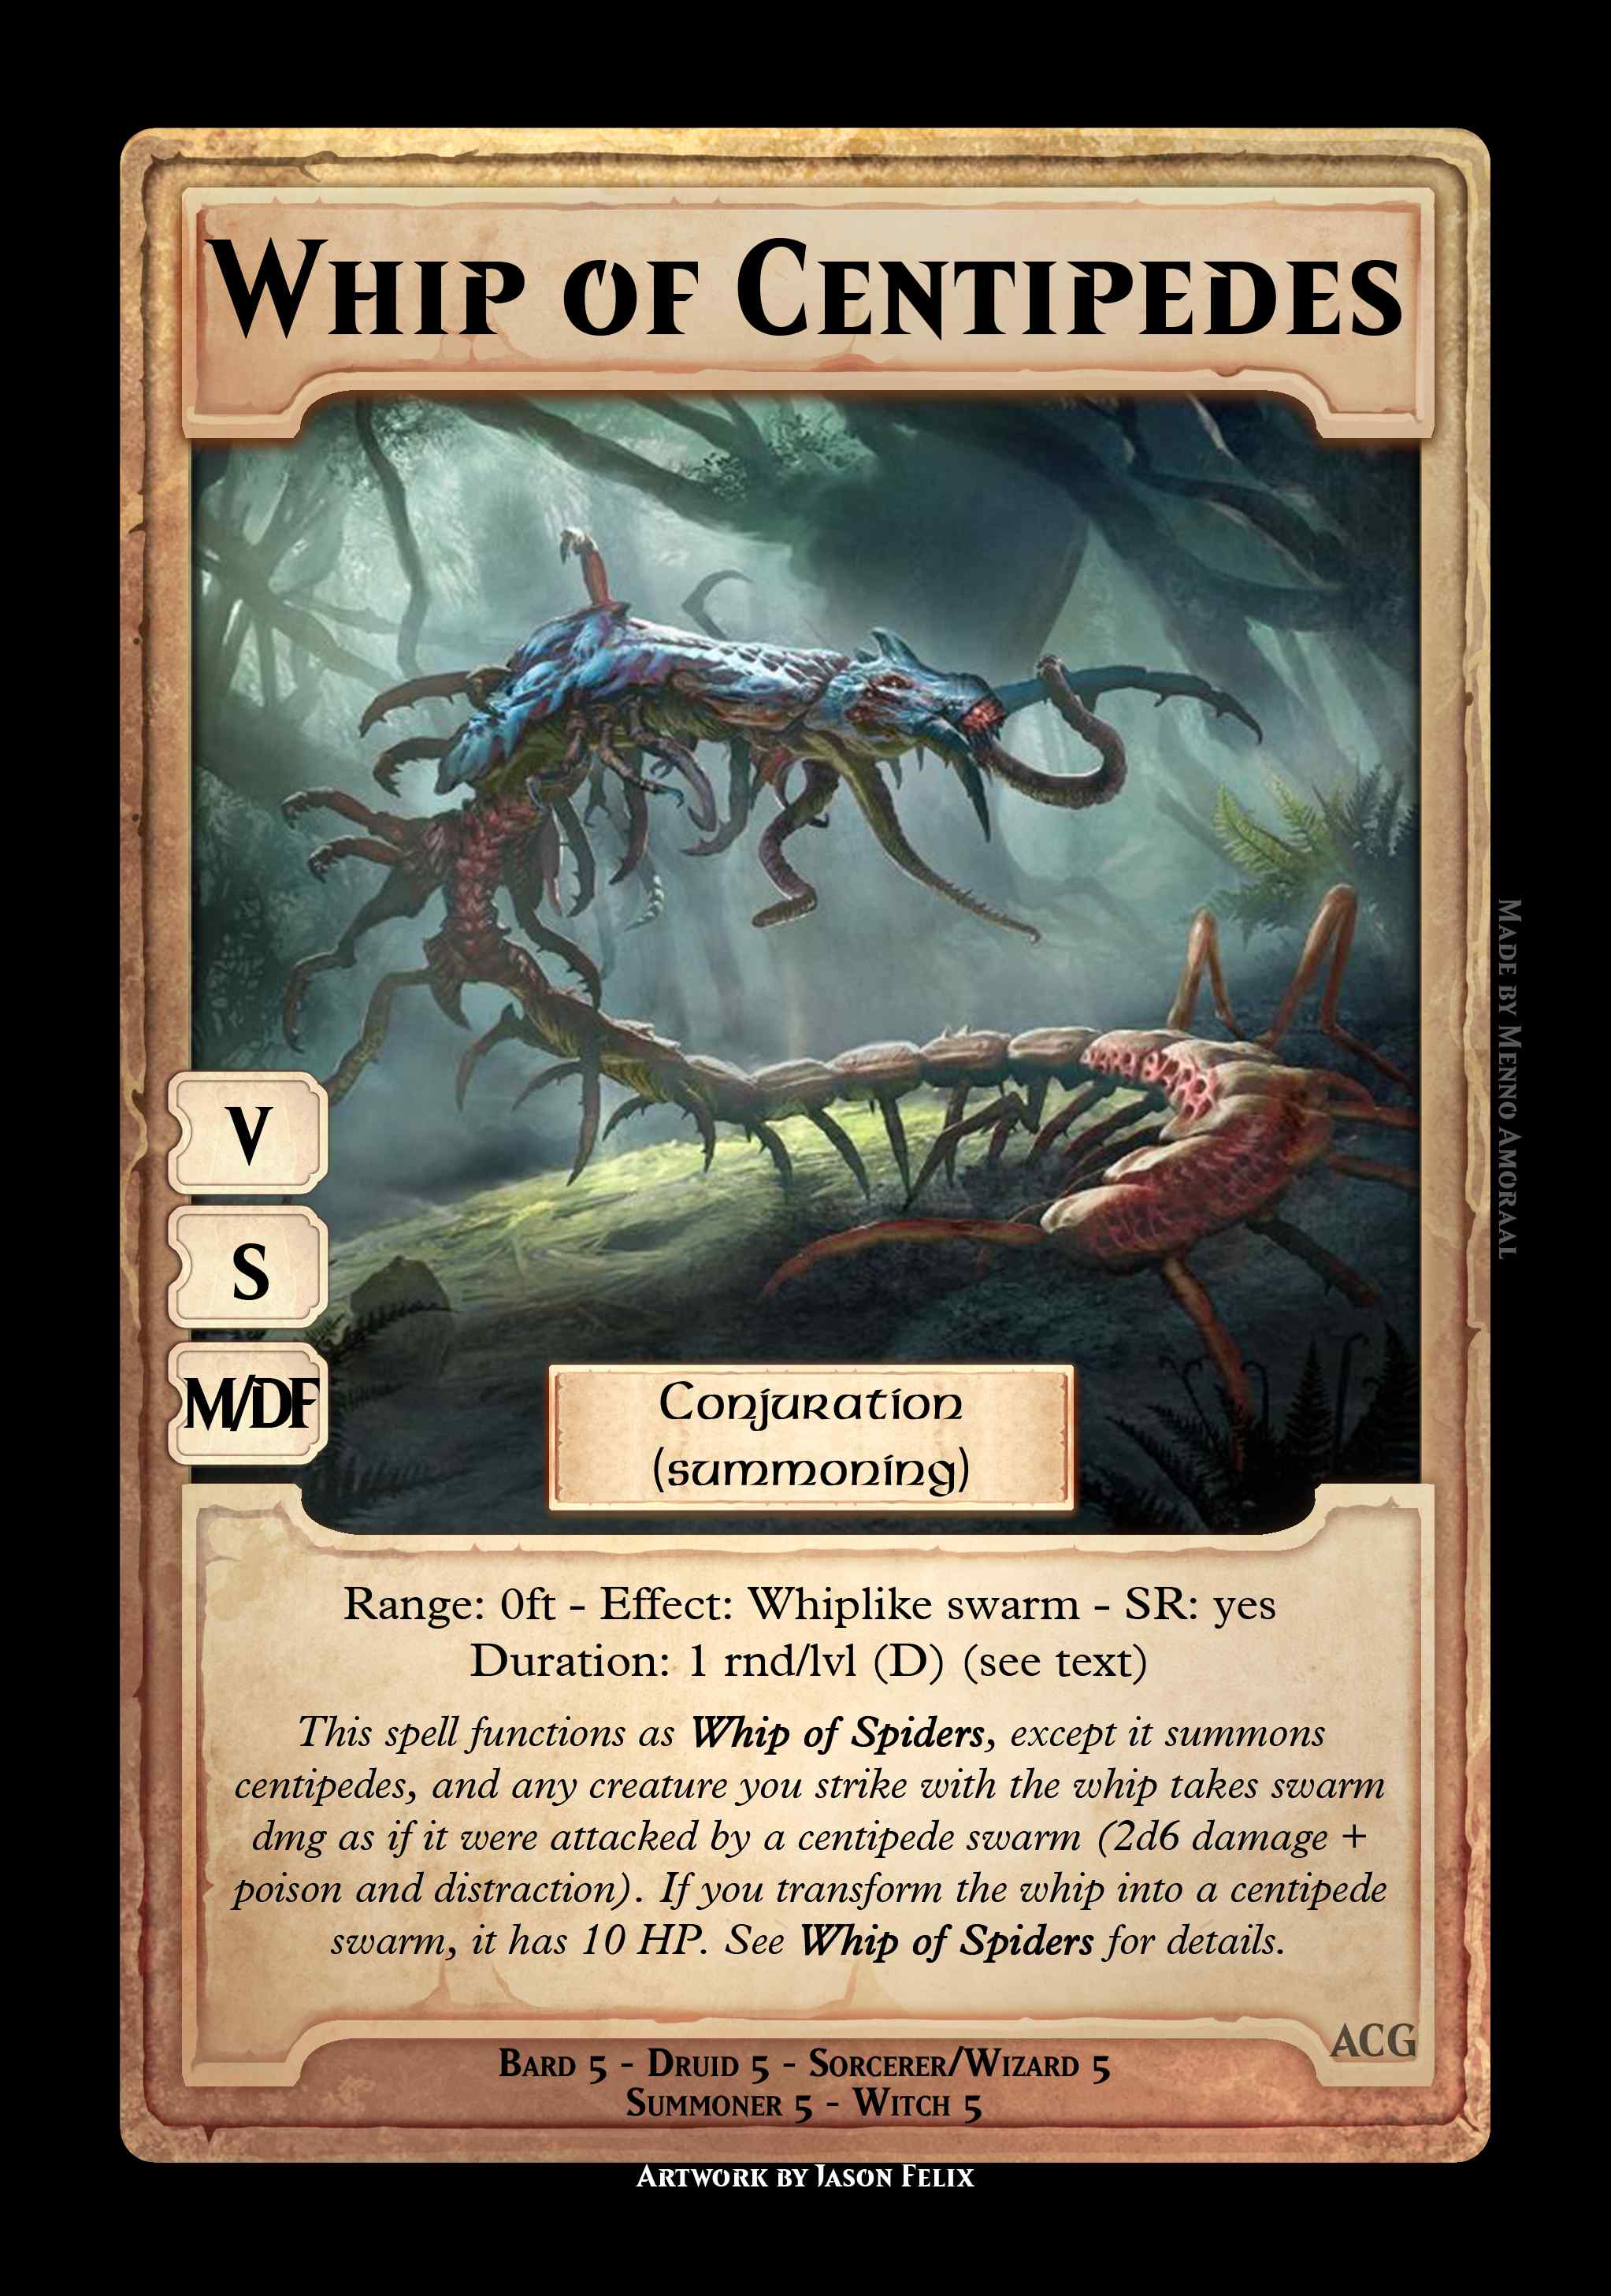 Whip of Centipedes
V
S
M/DF
Conjuration
(summoning)
Range: 0ft - Effect: Whiplike swarm - SR: yes
Duration: 1 rnd/lvl (D) (see text)
This spell functions as Whip of Spiders, except it summons
centipedes, and any creature you strike with the whip takes swarm
dmg as if it were attacked by a centipede swarm (2d6 damage +
poison and distraction). If you transform the whip into a centipede
swarm, it has 10 HP. See Whip of Spiders for details.
ACG
Bard 5 - Druid 5 - Sorcerer/Wizard 5
Summoner 5 - Witch 5
Artwork by Jason Felix
Made by Menno Amoraal